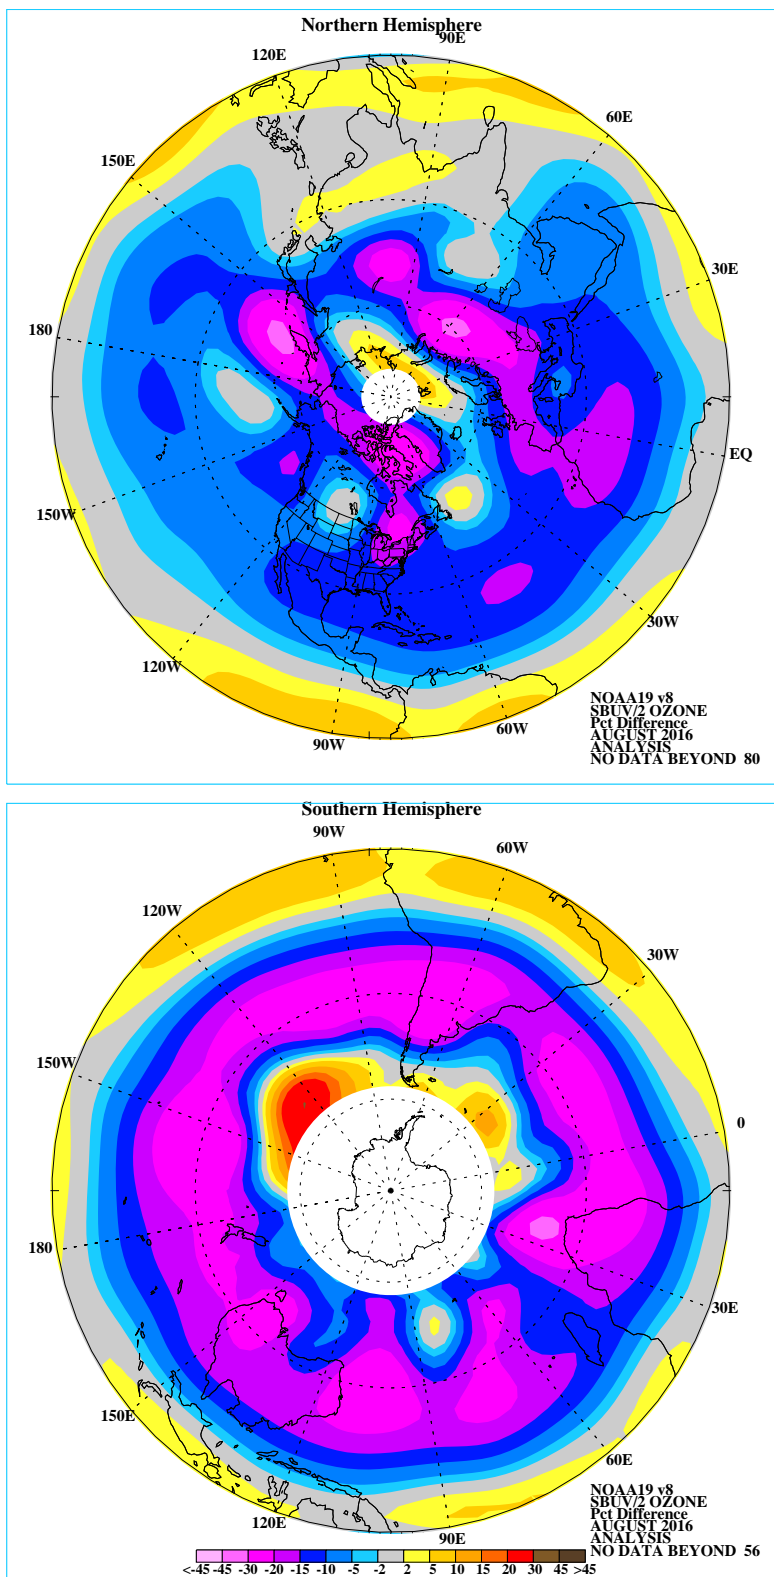 Northern Hemisphere
90E
120E
60E
150E
30E
180
EQ
150W
30W
120W
60W
90W
NOAA19 v8
SBUV/2 OZONE
Pct Difference
AUGUST 2016
ANALYSIS
NO DATA BEYOND 80
Southern Hemisphere
90W
60W
120W
30W
150W
0
180
30E
150E
60E
120E
90E
NOAA19 v8
SBUV/2 OZONE
Pct Difference
AUGUST 2016
ANALYSIS
NO DATA BEYOND 56
<-45 -45 -30 -20 -15 -10 -5 -2 2 5 10 15 20 30 45 >45